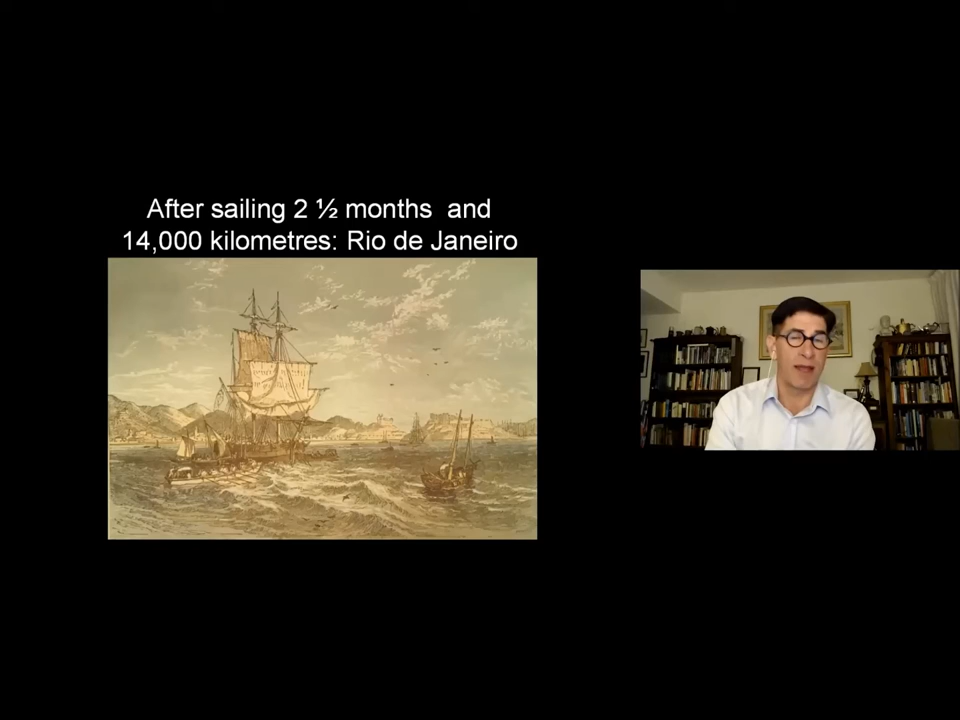 After sailing 2 ½ months and
14,000 kilometres: Rio de Janeiro